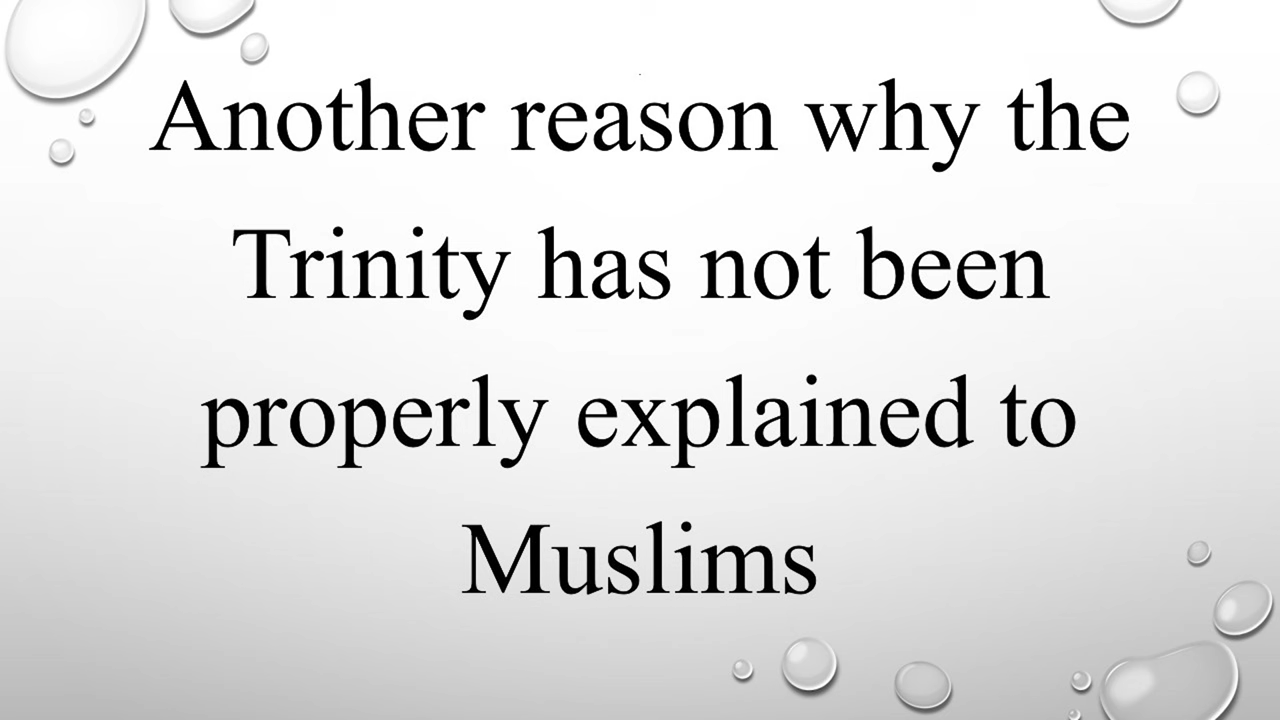 Another reason why the
Trinity has not been
properly explained to
Muslims